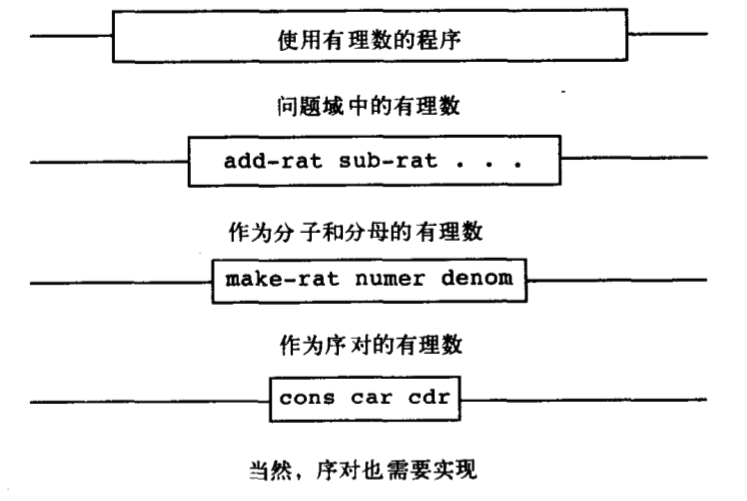 使用有理数的程序
问题域中的有理数
add-rat sub-rat . . .
作为分子和分母的有理数
make-rat numer denom
作为序对的有理数
cons car cdr
当然，序对也需要实现